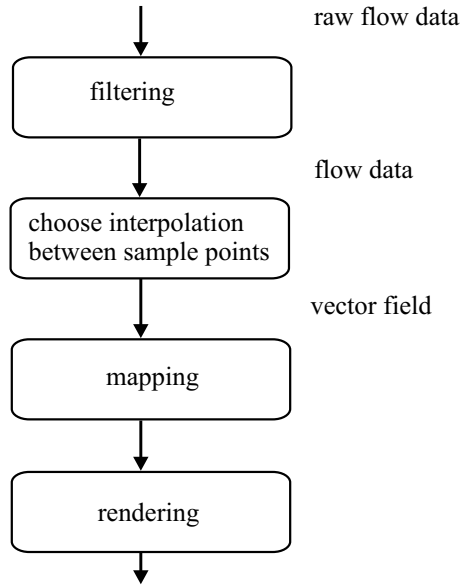 raw flow data
filtering
flow data
choose interpolation
between sample points
vector field
mapping
rendering